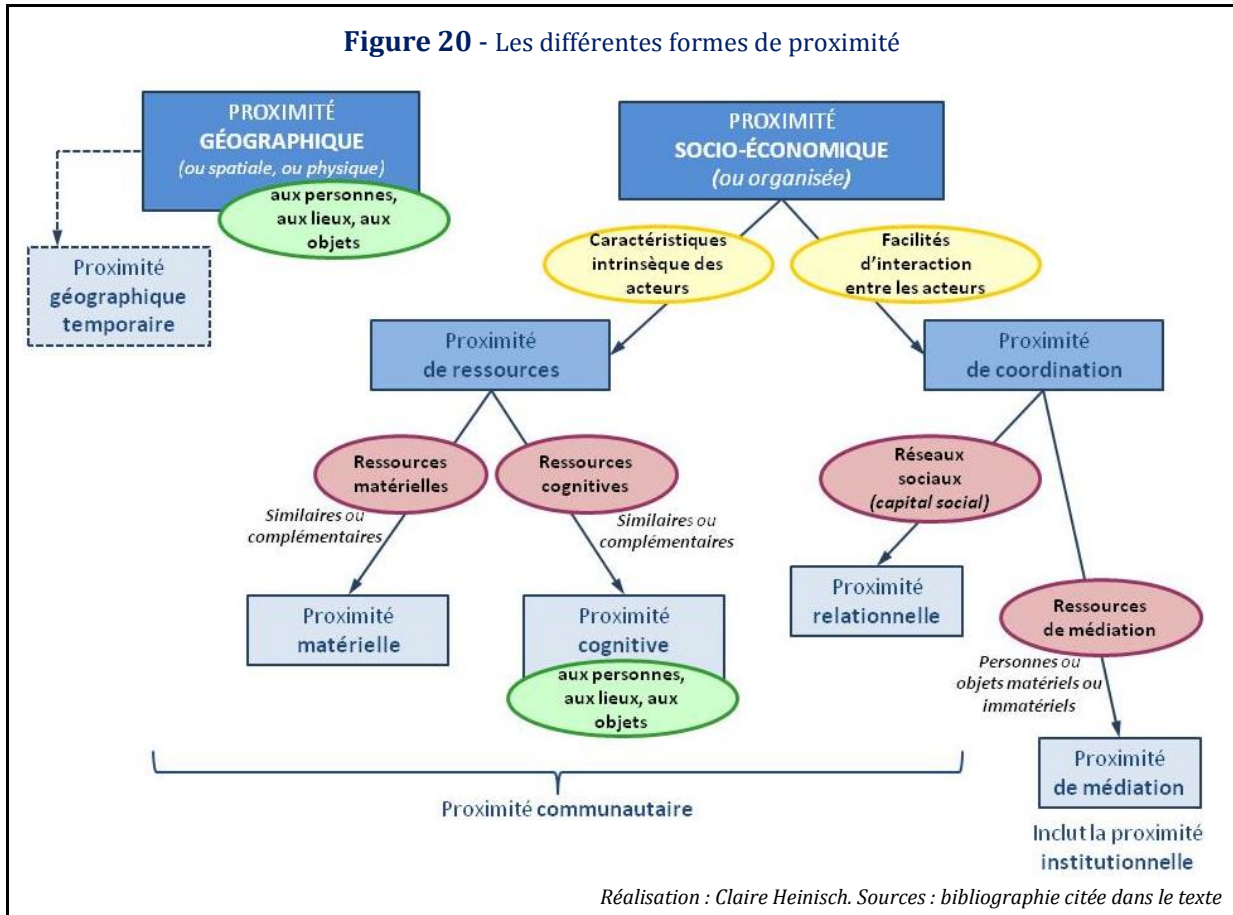 Figure 20 - Les différentes formes de proximité
PROXIMITÉ
GÉOGRAPHIQUE
(ou spatiale, ou physique)
aux personnes,
aux lieux, aux
objets
Proximité
géographique
temporaire
PROXIMITÉ
SOCIO-ÉCONOMIQUE
(ou organisée)
Caractéristiques
intrinsèque des
acteurs
Facilités
d'interaction
entre les acteurs
Proximité
de ressources
Proximité
de coordination
Ressources
matérielles
Similaires ou
complémentaires
Ressources
cognitives
Similaires ou
complémentaires
Réseaux
sociaux
(capital social)
Proximité
matérielle
Proximité
cognitive
aux personnes,
aux lieux, aux
objets
Proximité
relationnelle
Ressources
de médiation
Personnes ou
objets matériels ou
immatériels
Proximité
de médiation
Inclut la proximité
institutionnelle
Proximité communautaire
Réalisation : Claire Heinisch. Sources : bibliographie citée dans le texte